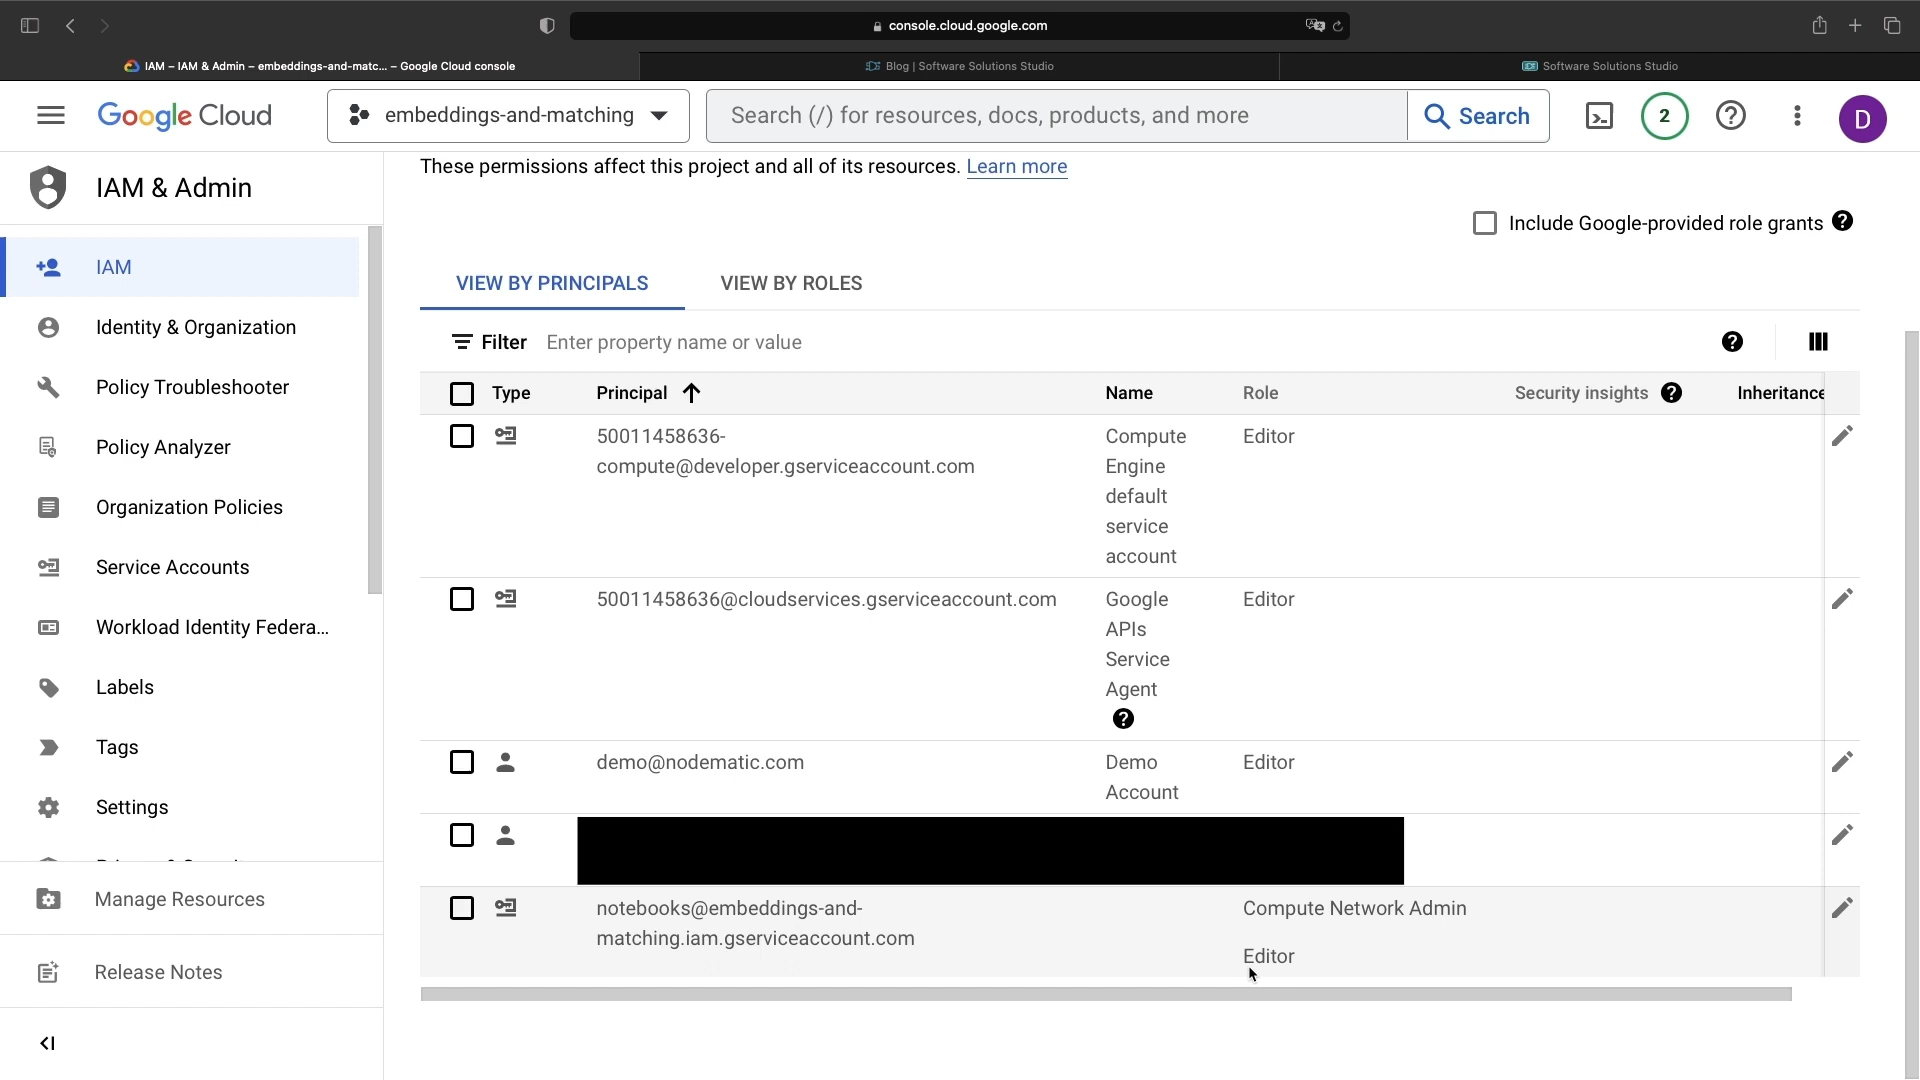 console.cloud.google.com
IAM – IAM & Admin – embeddings-and-matc... – Google Cloud console
Blog | Software Solutions Studio
Software Solutions Studio
Google Cloud
embeddings-and-matching
Search (/) for resources, docs, products, and more
Search
2
D
IAM & Admin
IAM
Identity & Organization
Policy Troubleshooter
Policy Analyzer
Organization Policies
Service Accounts
Workload Identity Federa...
Labels
Tags
Settings
Manage Resources
Release Notes
These permissions affect this project and all of its resources. Learn more
Include Google-provided role grants
VIEW BY PRINCIPALS
VIEW BY ROLES
Filter Enter property name or value
Type Principal Name Role Security insights Inheritance
50011458636-
compute@developer.gserviceaccount.com
Compute
Engine
default
service
account
Editor
50011458636@cloudservices.gserviceaccount.com
Google
APIs
Service
Agent
Editor
demo@nodematic.com
Demo
Account
Editor
notebooks@embeddings-and-
matching.iam.gserviceaccount.com
Compute Network Admin
Editor